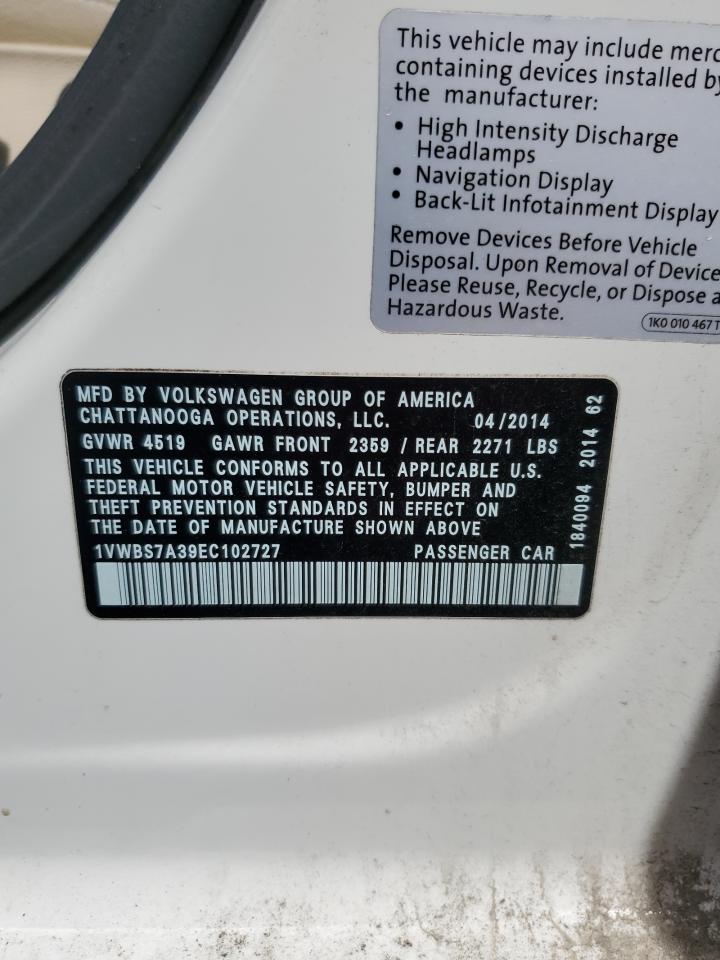 This vehicle may include merc
containing devices installed by
the manufacturer:
• High Intensity Discharge
Headlamps
• Navigation Display
• Back-Lit Infotainment Display
Remove Devices Before Vehicle
Disposal. Upon Removal of Device
Please Reuse, Recycle, or Dispose a
Hazardous Waste.
1K0 010 467 T
MFD BY VOLKSWAGEN GROUP OF AMERICA
CHATTANOOGA OPERATIONS, LLC. 04/2014
GVWR 4519 GAWR FRONT 2359 / REAR 2271 LBS
THIS VEHICLE CONFORMS TO ALL APPLICABLE U.S.
FEDERAL MOTOR VEHICLE SAFETY, BUMPER AND
THEFT PREVENTION STANDARDS IN EFFECT ON
THE DATE OF MANUFACTURE SHOWN ABOVE
1VWBS7A39EC102727 PASSENGER CAR
1840094 2014 62